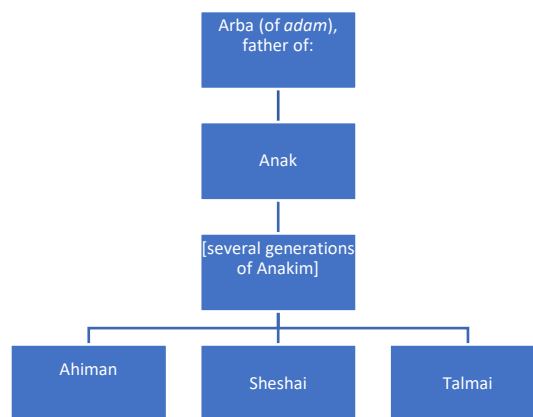 Arba (of adam),
father of:
Anak
[several generations
of Anakim]
Ahiman
Sheshai
Talmai